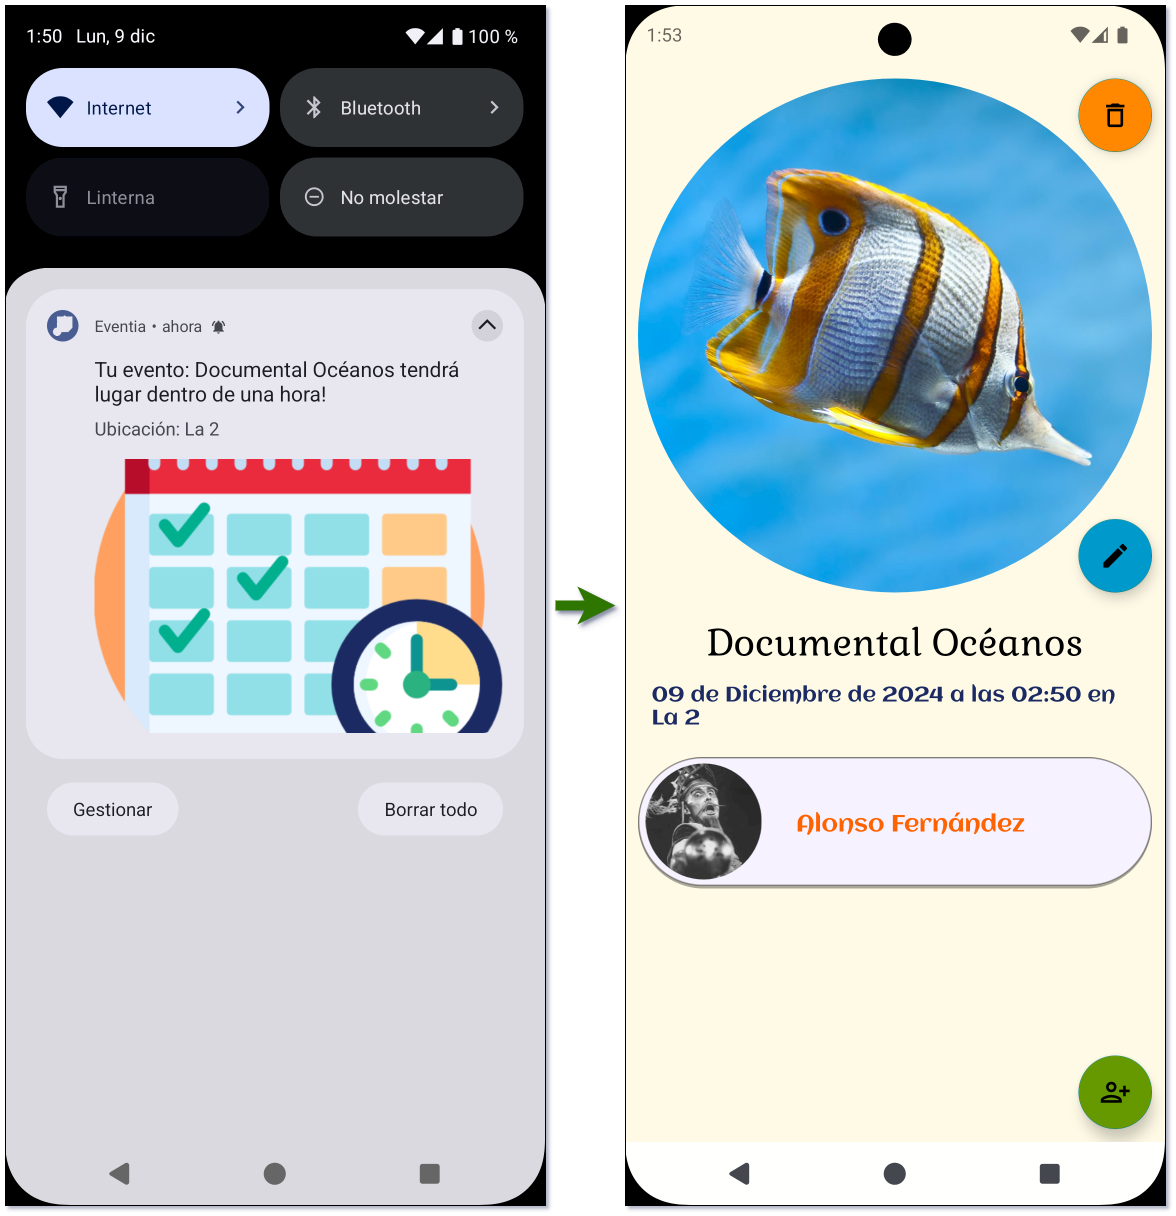 1:50 Lun, 9 dic
100 %
Internet
Bluetooth
Linterna
No molestar
Eventia • ahora
Tu evento: Documental Océanos tendrá
lugar dentro de una hora!
Ubicación: La 2
Gestionar
Borrar todo
1:53
Documental Océanos
09 de Diciembre de 2024 a las 02:50 en
La 2
Alonso Fernández